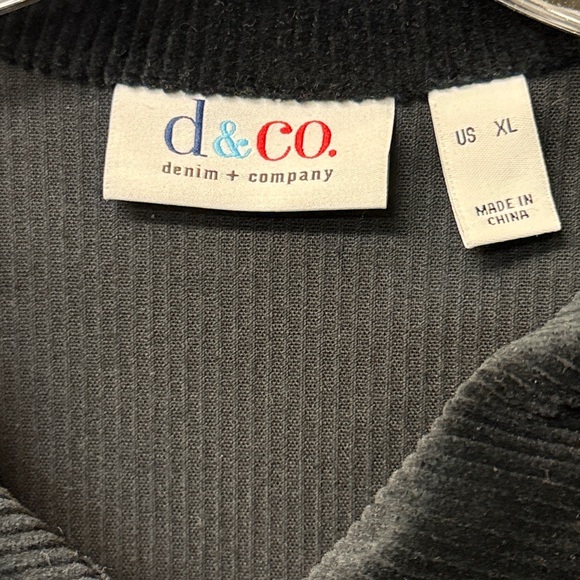 d&co.
denim + company
US XL
MADE IN
CHINA